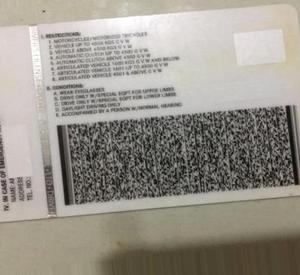 I. RESTRICTIONS:
1. MOTORCYCLES/MOTORIZED TRICYCLES
2. VEHICLE UP TO 4500 KGS G V W
3. VEHICLE ABOVE 4500 KGS G V W
4. AUTOMATIC CLUTCH UP TO 4500 G V W
5. AUTOMATIC CLUTCH ABOVE 4500 G V W
6. ARTICULATED VEHICLE 1600 KGS G V W AND BELOW
7. ARTICULATED VEHICLE 1601 UP TO 4500 G V W
8. ARTICULATED VEHICLE 4501 & ABOVE G V W
II. CONDITIONS:
A. WEAR EYEGLASSES
B. DRIVE ONLY W/SPECIAL EQPT FOR UPPER LIMBS
C. DRIVE ONLY W/SPECIAL EQPT FOR LOWER LIMBS
D. DAYLIGHT DRIVING ONLY
E. ACCOMPANIED BY A PERSON W/NORMAL HEARING
IV. IN CASE OF EMERGENCY
NAME
ADDRESS
TEL. NO.